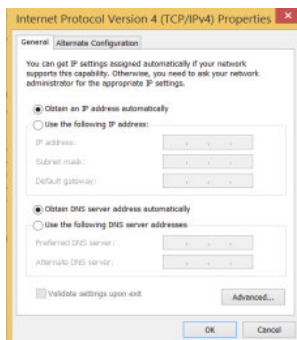 Internet Protocol Version 4 (TCP/IPv4) Properties
General
Alternate Configuration
You can get IP settings assigned automatically if your network
supports this capability. Otherwise, you need to ask your network
administrator for the appropriate IP settings.
Obtain an IP address automatically
Use the following IP address:
IP address:
Subnet mask:
Default gateway:
Obtain DNS server address automatically
Use the following DNS server addresses
Preferred DNS server:
Alternate DNS server:
Validate settings upon exit
Advanced...
OK
Cancel